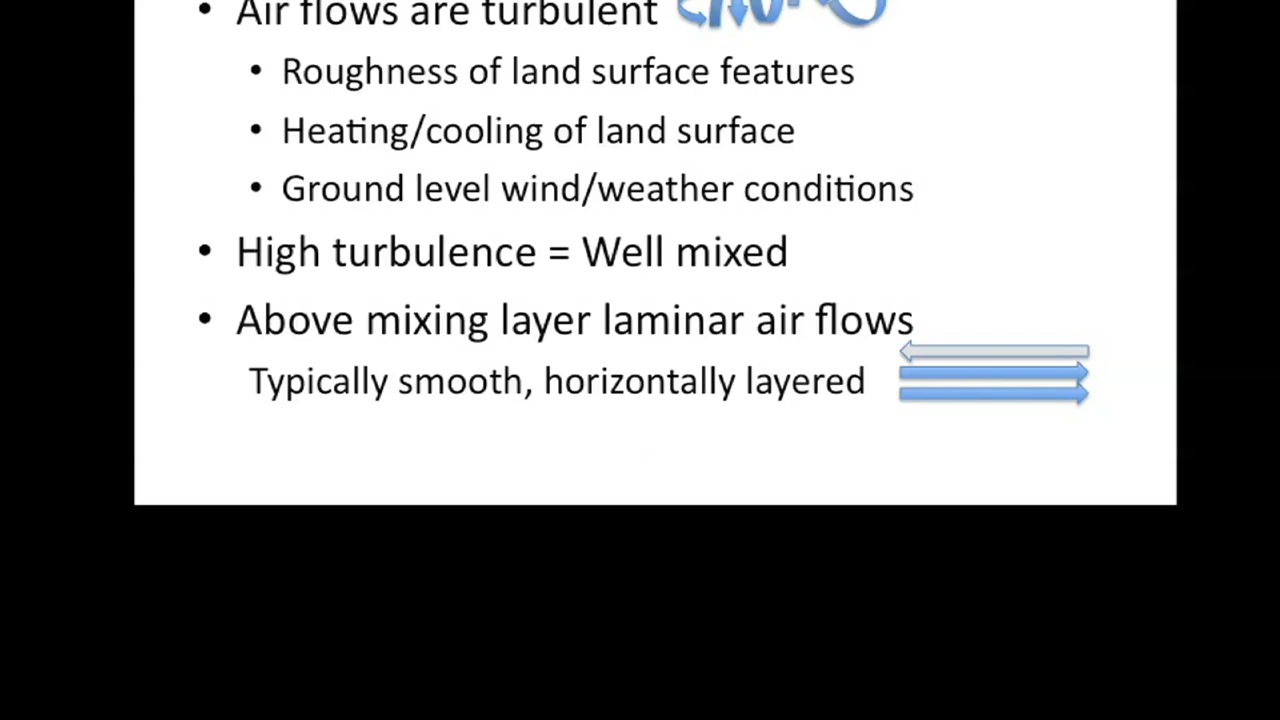 • Air flows are turbulent
• Roughness of land surface features
• Heating/cooling of land surface
• Ground level wind/weather conditions
• High turbulence = Well mixed
• Above mixing layer laminar air flows
Typically smooth, horizontally layered